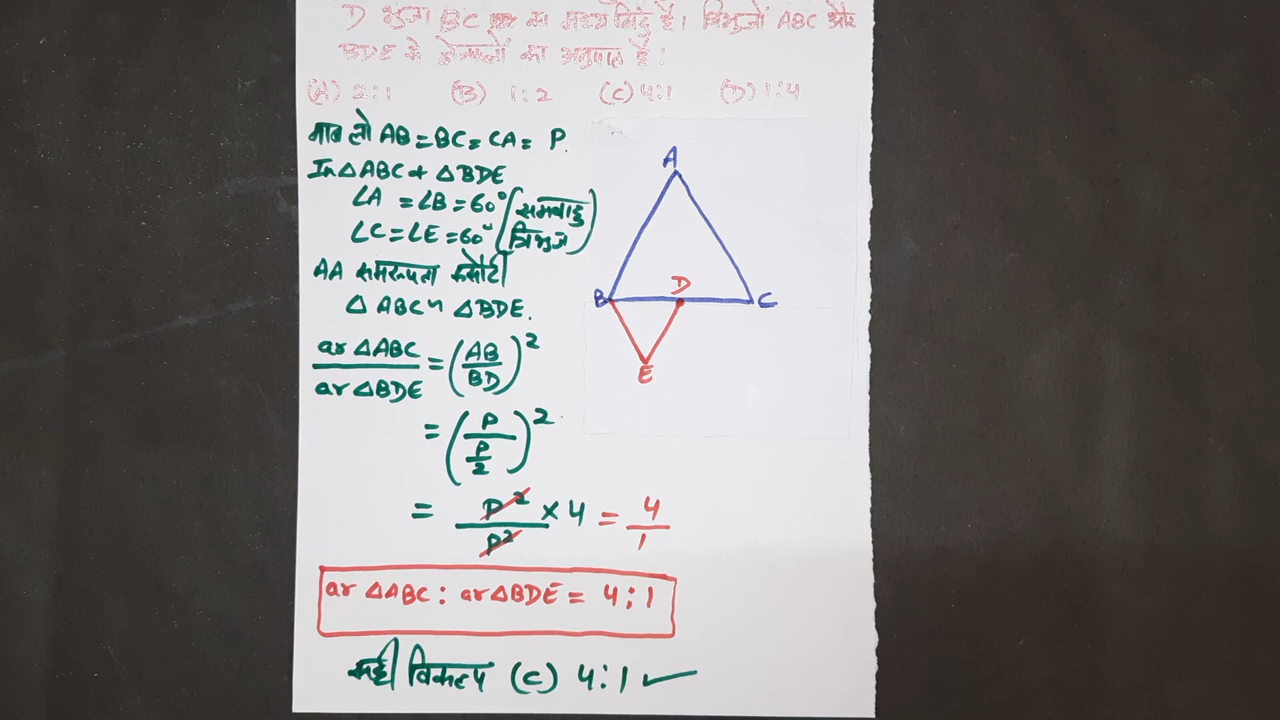 D भुजा BC का मध्य बिंदु है। त्रिभुजों ABC और
BDE के क्षेत्रफलों का अनुपात है:
(A) 2:1 (B) 1:2 (C) 4:1 (D) 1:4
मान लो AB=BC=CA= P.
In △ABC + △BDE
∠A = ∠B = 60° (समबाहु
∠C = ∠E = 60° त्रिभुज)
AA समरूपता कसौटी
△ ABC ~ △BDE.
ar △ABC / ar △BDE = (AB/BD)²
= (P / P/2)²
= P²/P² × 4 = 4/1
ar △ABC : ar △BDE = 4:1
सही विकल्प (C) 4:1 ✓
A
B D C
E